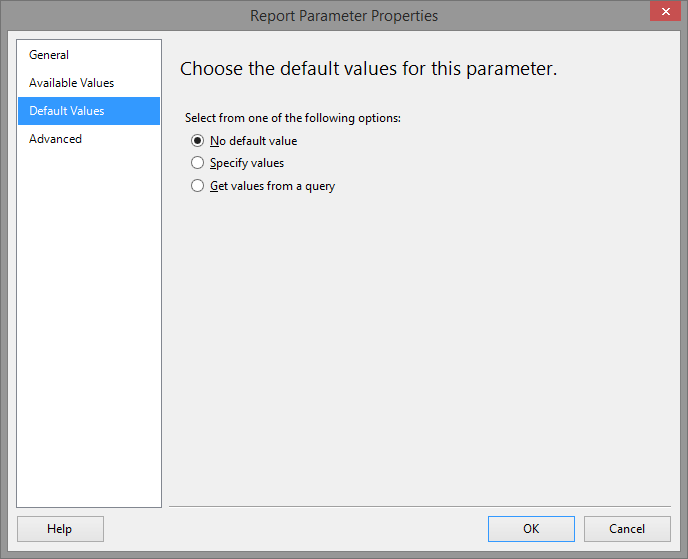 Report Parameter Properties
General
Available Values
Default Values
Advanced
Choose the default values for this parameter.
Select from one of the following options:
No default value
Specify values
Get values from a query
Help
OK
Cancel